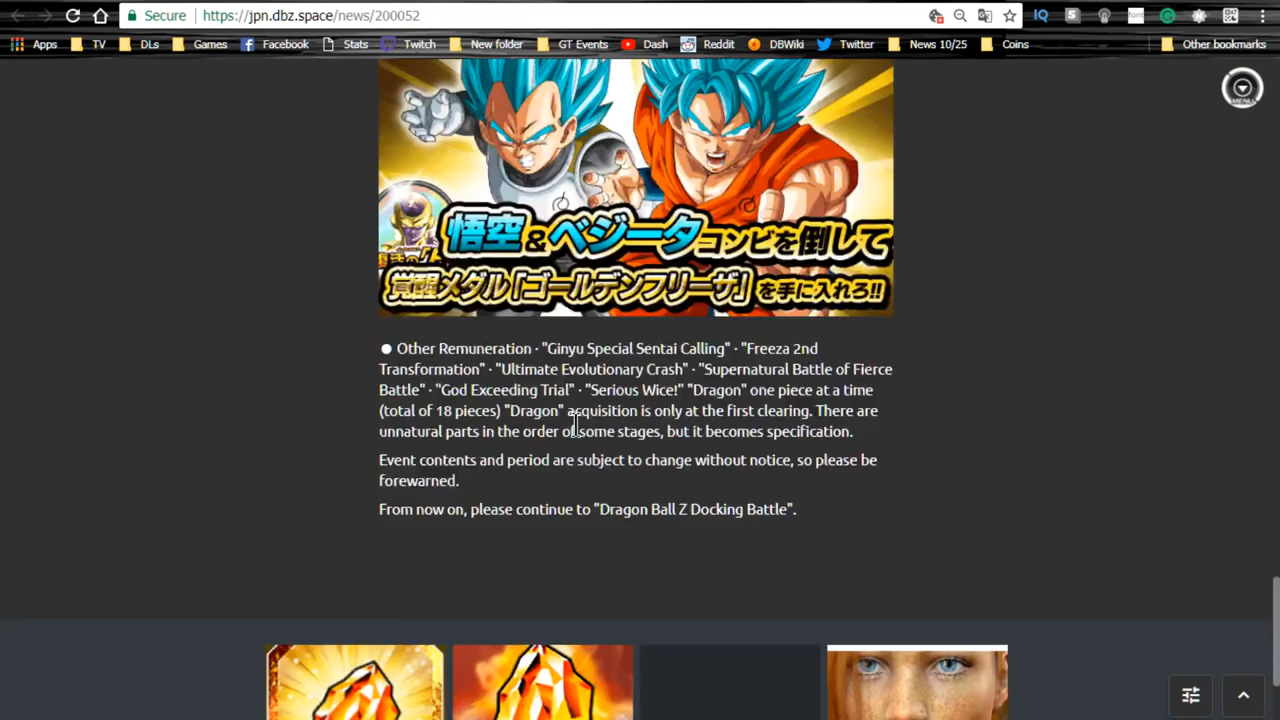 Secure
https://jpn.dbz.space/news/200052
Apps TV DLs Games Facebook Stats Twitch New folder GT Events Dash Reddit DBWiki Twitter News 10/25 Coins Other bookmarks
MENU
悟空&ベジータコンビを倒して
覚醒メダル「ゴールデンフリーザ」を手に入れろ!!
● Other Remuneration · "Ginyu Special Sentai Calling" · "Freeza 2nd
Transformation" · "Ultimate Evolutionary Crash" · "Supernatural Battle of Fierce
Battle" · "God Exceeding Trial" · "Serious Wice!" "Dragon" one piece at a time
(total of 18 pieces) "Dragon" acquisition is only at the first clearing. There are
unnatural parts in the order of some stages, but it becomes specification.
Event contents and period are subject to change without notice, so please be
forewarned.
From now on, please continue to "Dragon Ball Z Docking Battle".